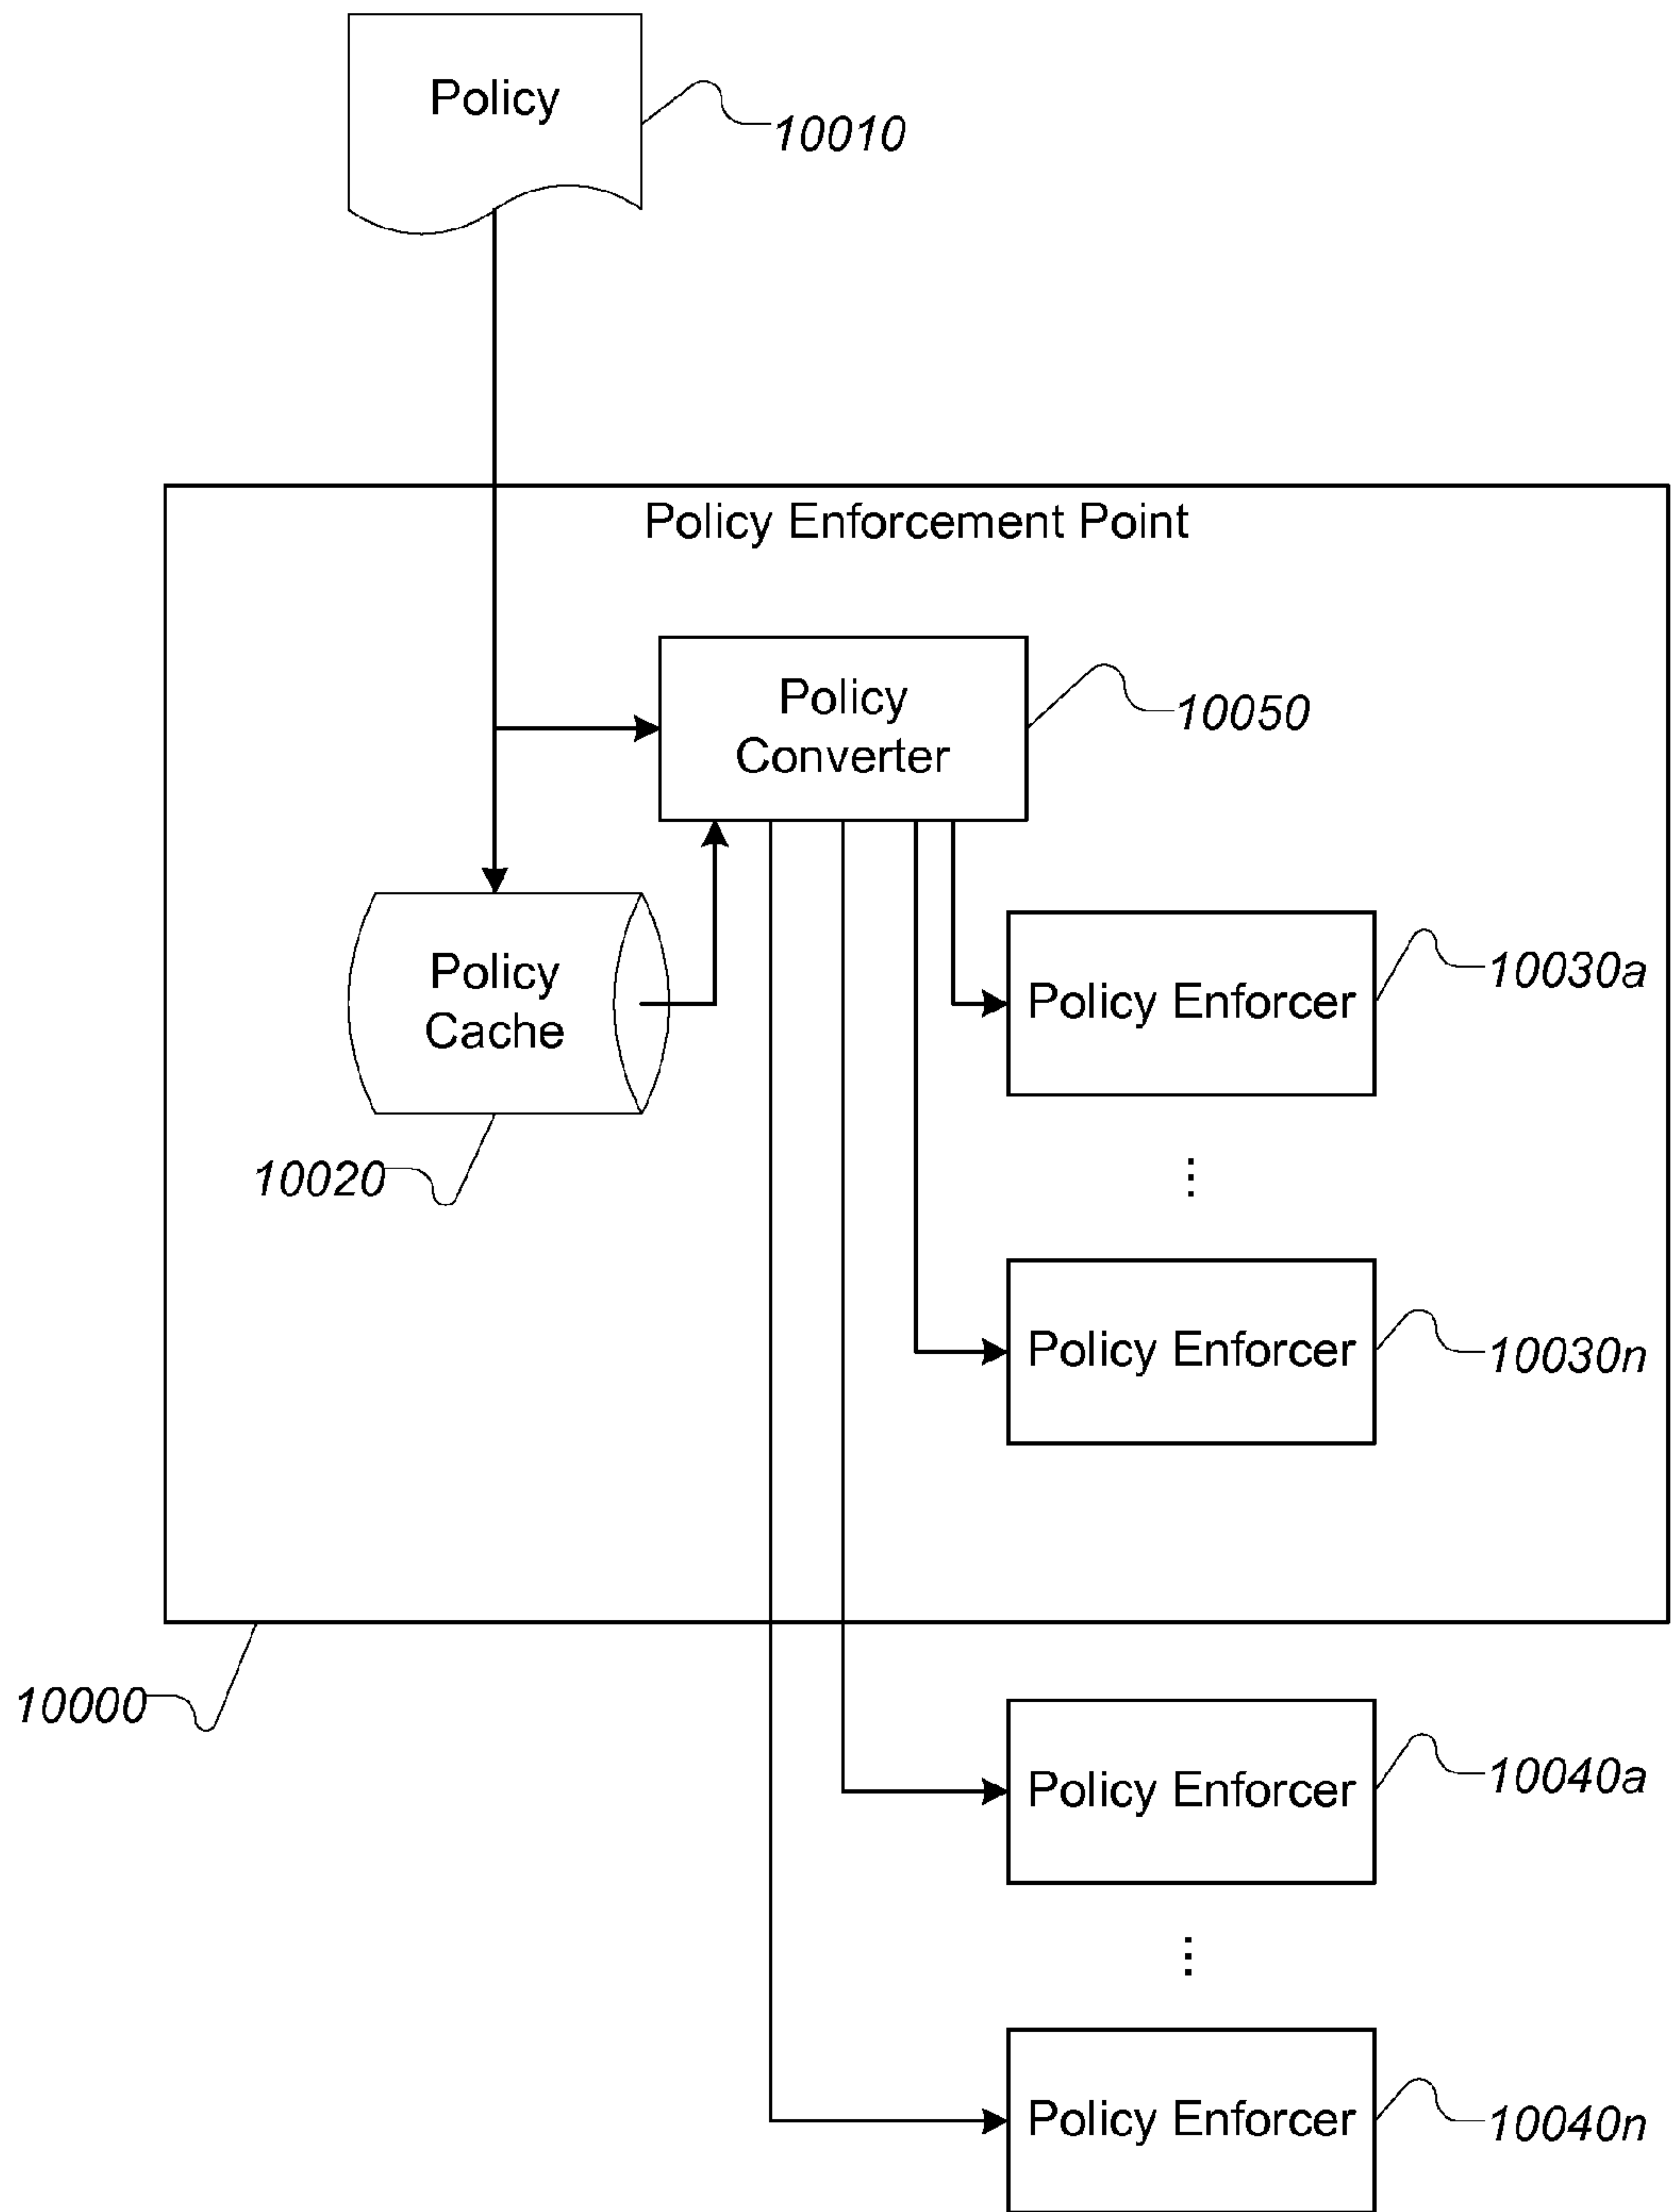 Policy
10010
Policy Enforcement Point
Policy
Converter
10050
Policy
Cache
10020
Policy Enforcer
10030a
⋮
Policy Enforcer
10030n
10000
Policy Enforcer
10040a
⋮
Policy Enforcer
10040n